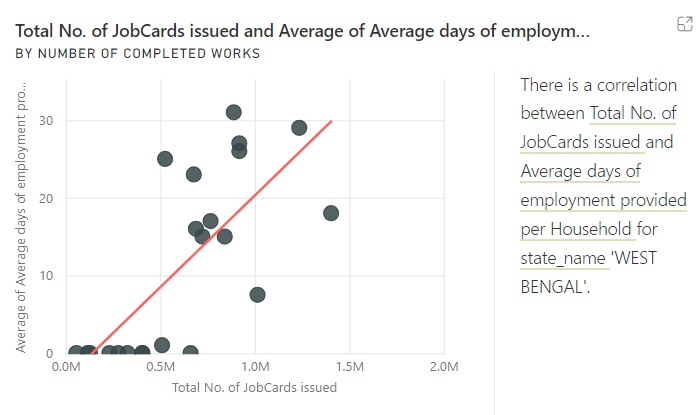 Total No. of JobCards issued and Average of Average days of employm...
BY NUMBER OF COMPLETED WORKS
Average of Average days of employment pro...
30
20
10
0
0.0M 0.5M 1.0M 1.5M 2.0M
Total No. of JobCards issued
There is a correlation
between Total No. of
JobCards issued and
Average days of
employment provided
per Household for
state_name 'WEST
BENGAL'.